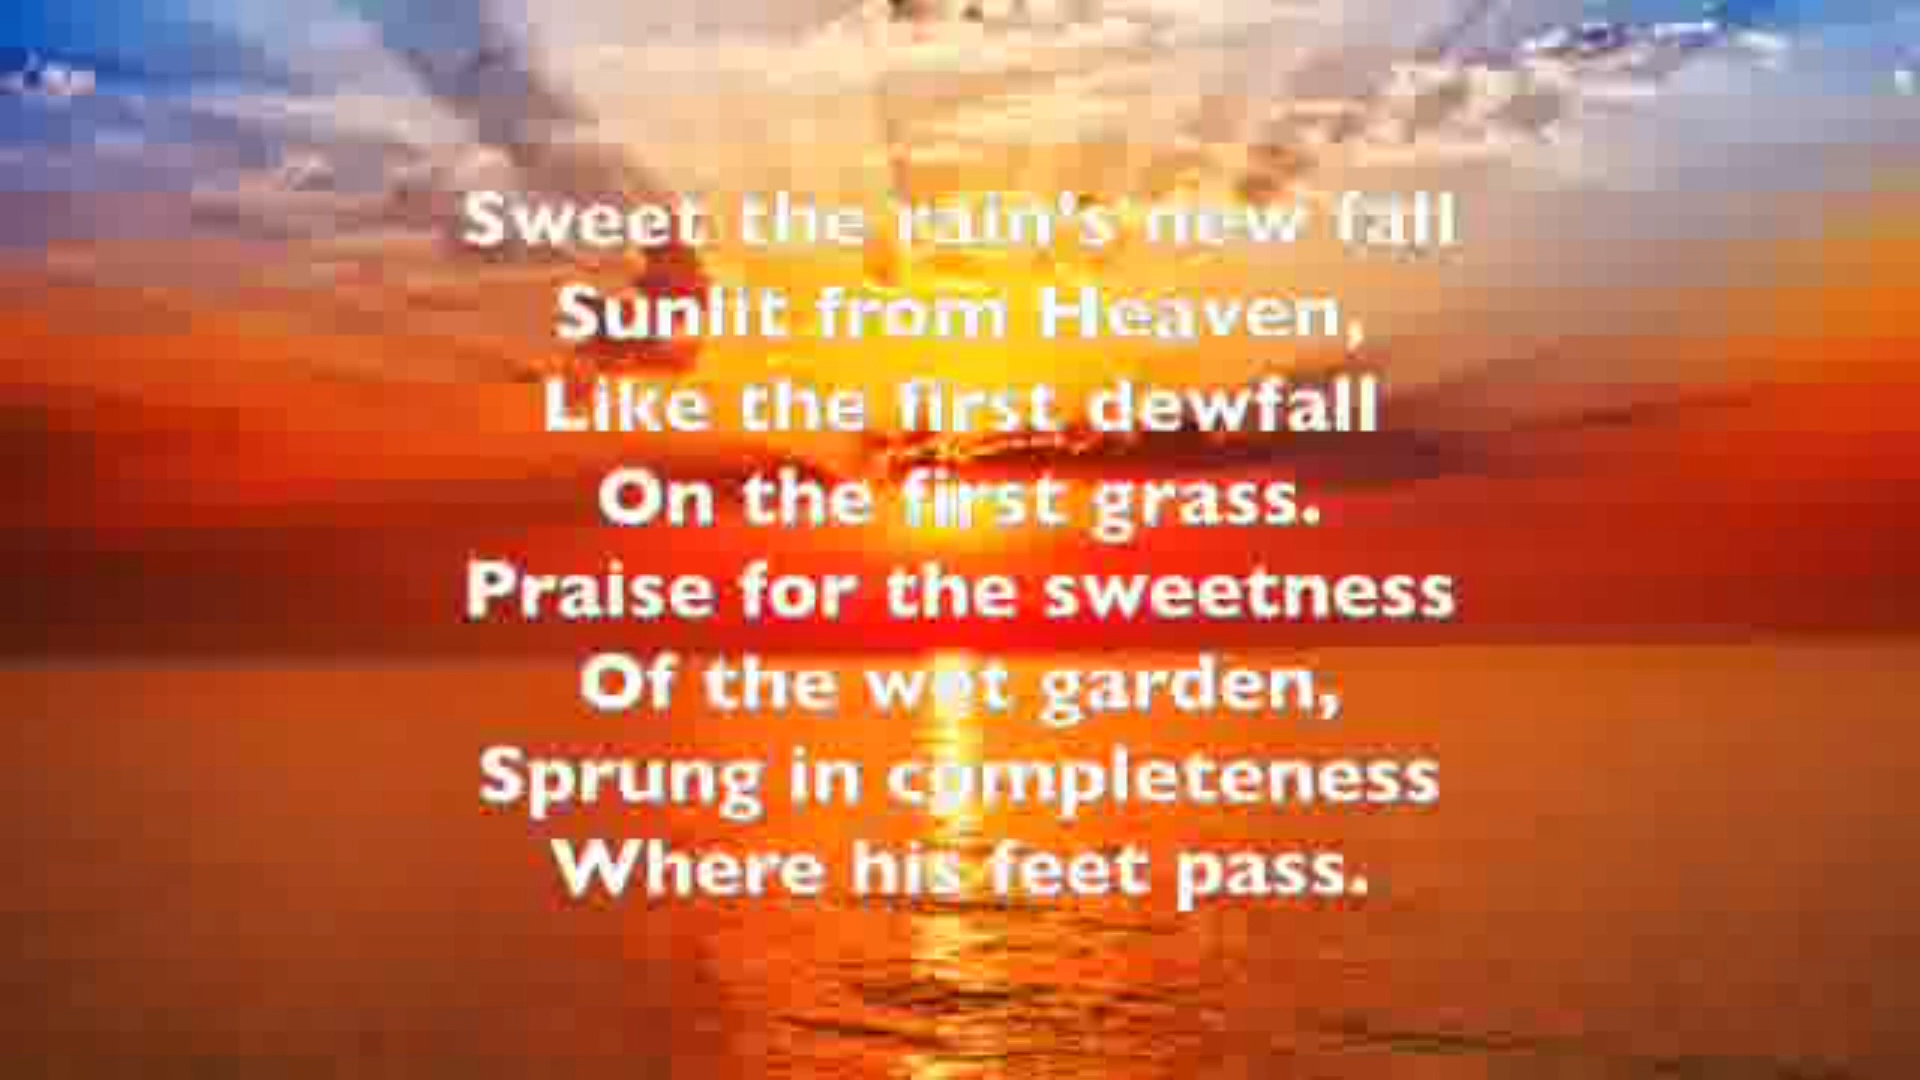 Sweet the rain's new fall
Sunlit from Heaven,
Like the first dewfall
On the first grass.
Praise for the sweetness
Of the wet garden,
Sprung in completeness
Where his feet pass.